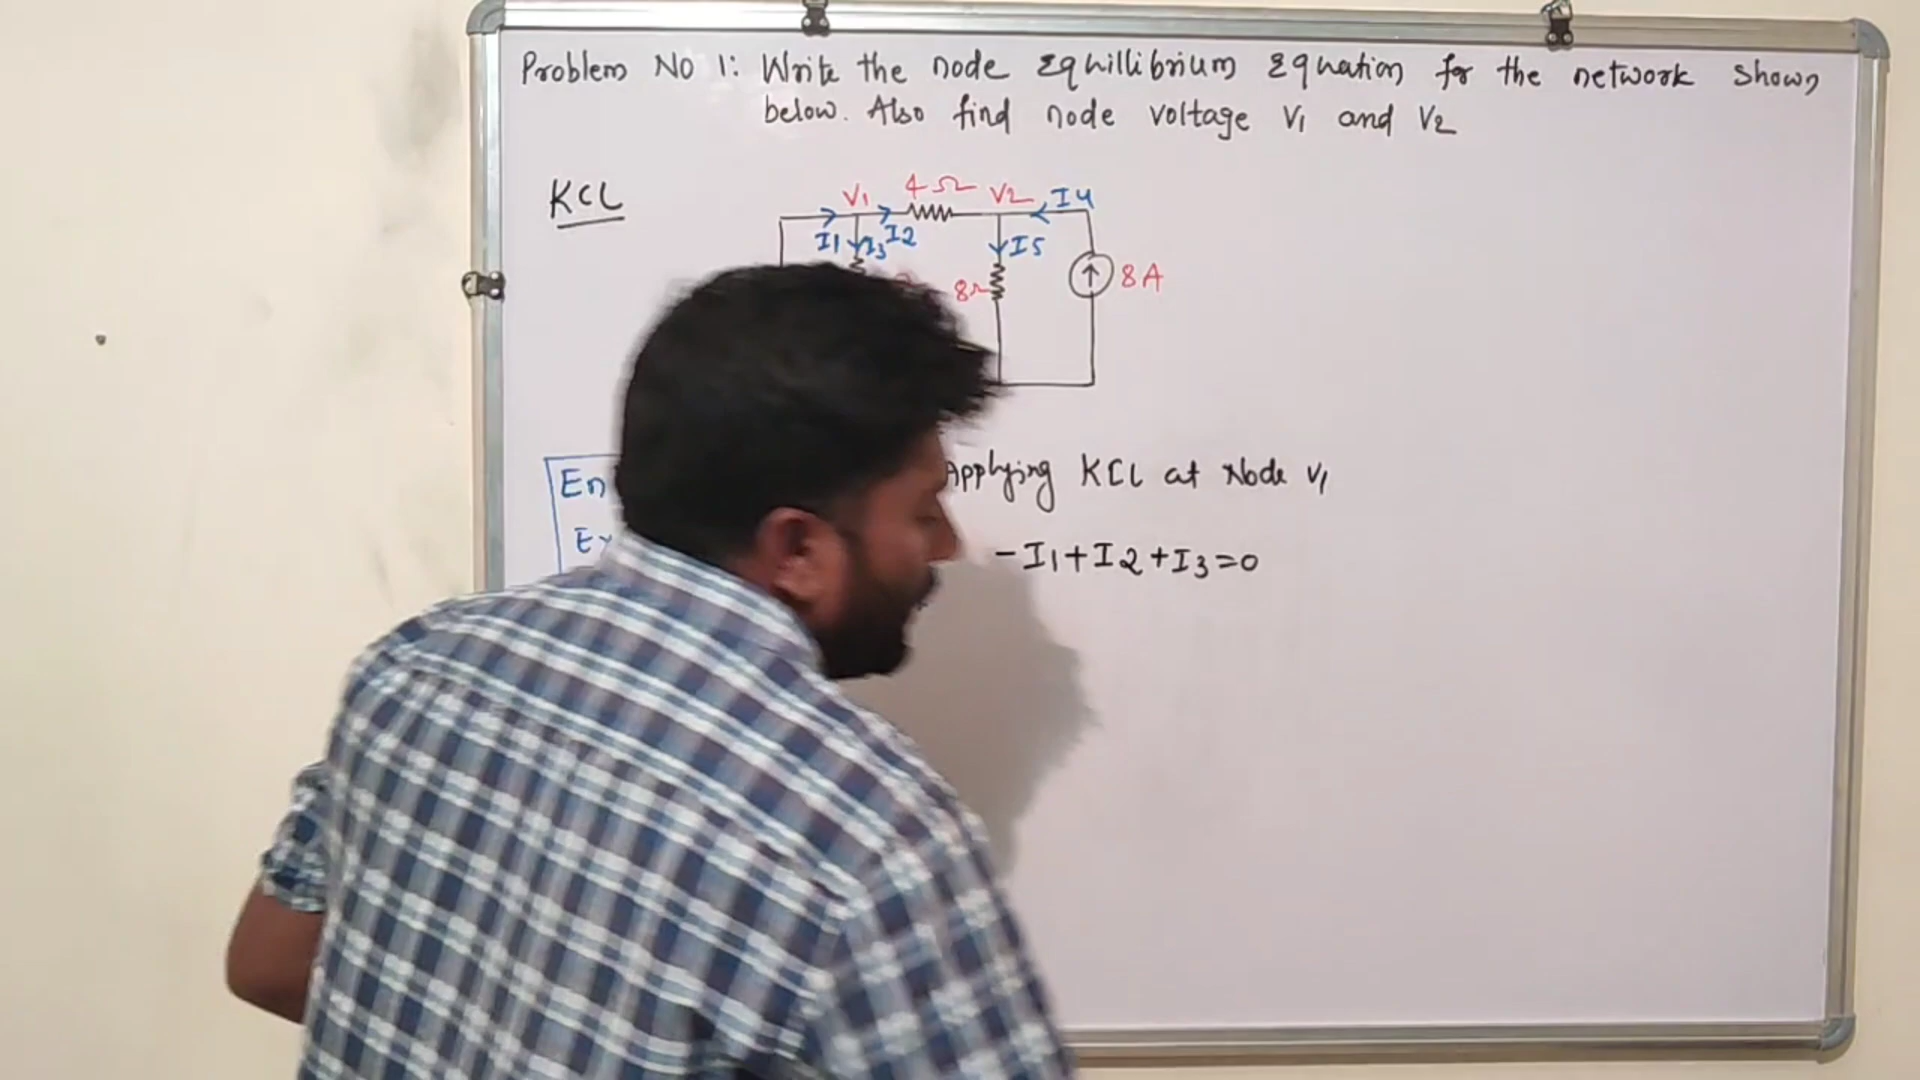 Problem No 1: Write the node Equillibrium Equation for the network shown
below. Also find node voltage V1 and V2
KCL
V1 4Ω V2 I4
I1 I3 I2 I5
8Ω 8A
Applying KCL at Node V1
-I1+I2+I3=0